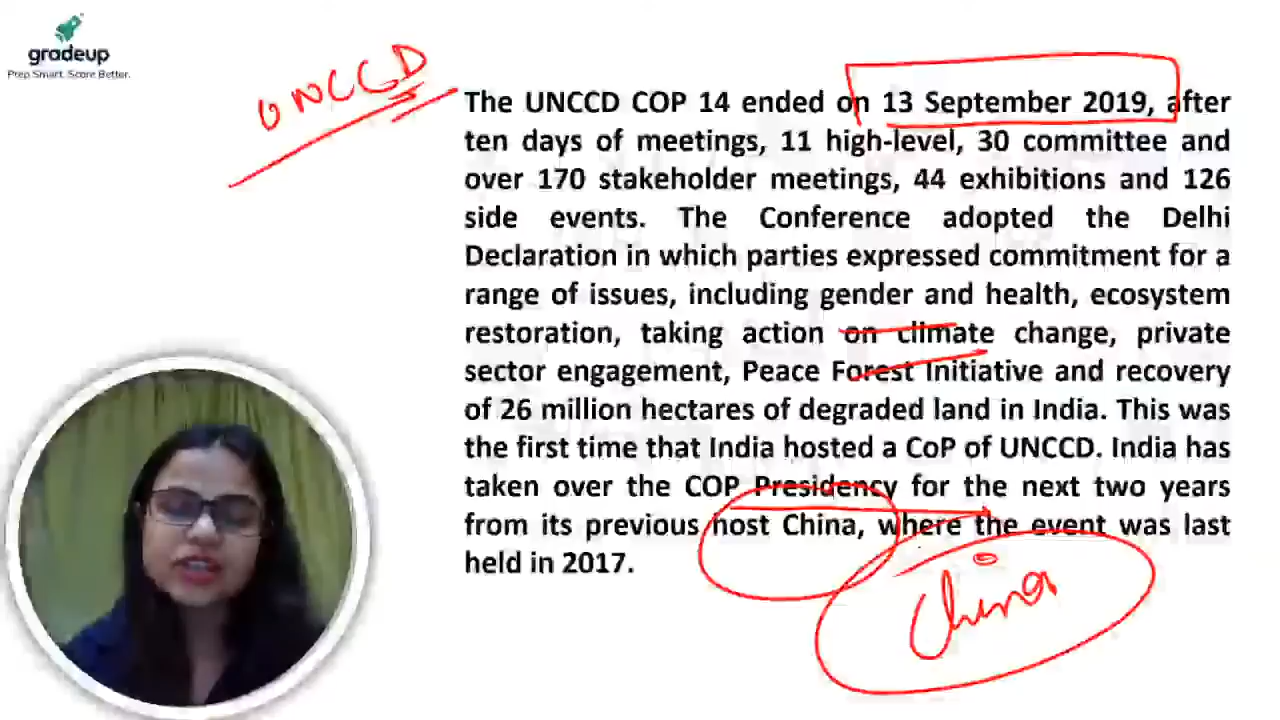 gradeup
Prep Smart. Score Better.
UNCCD
The UNCCD COP 14 ended on 13 September 2019, after
ten days of meetings, 11 high-level, 30 committee and
over 170 stakeholder meetings, 44 exhibitions and 126
side events. The Conference adopted the Delhi
Declaration in which parties expressed commitment for a
range of issues, including gender and health, ecosystem
restoration, taking action on climate change, private
sector engagement, Peace Forest Initiative and recovery
of 26 million hectares of degraded land in India. This was
the first time that India hosted a CoP of UNCCD. India has
taken over the COP Presidency for the next two years
from its previous host China, where the event was last
held in 2017.
China